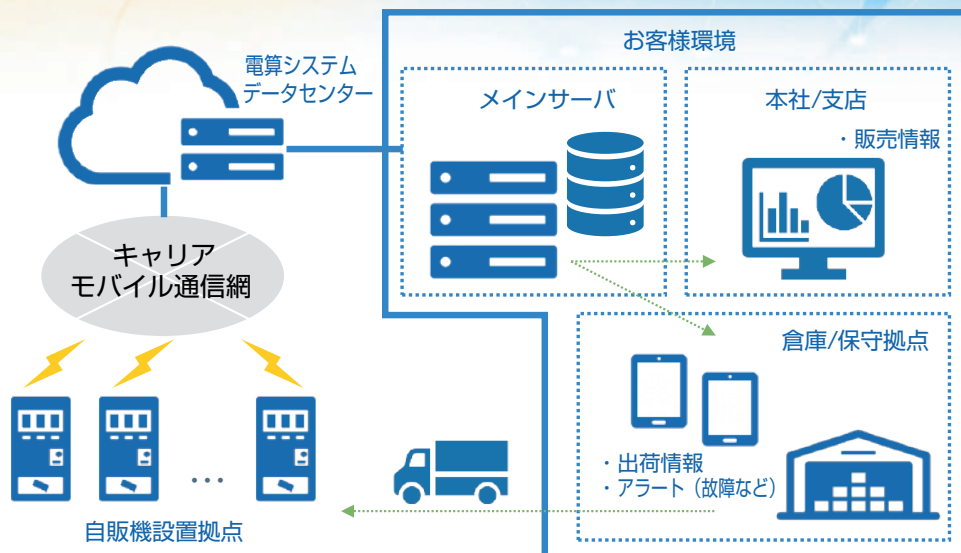 お客様環境
電算システム
データセンター
メインサーバ
本社/支店
・販売情報
キャリア
モバイル通信網
倉庫/保守拠点
・出荷情報
・アラート（故障など）
…
自販機設置拠点